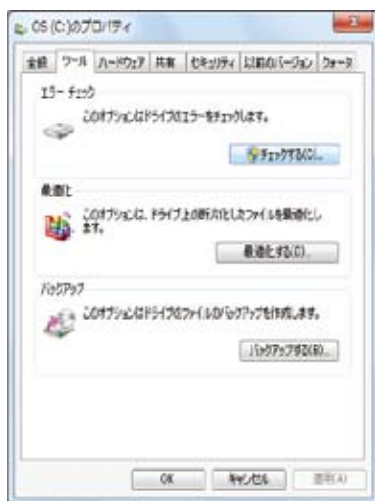 OS (C:)のプロパティ
全般 ツール ハードウェア 共有 セキュリティ 以前のバージョン クォータ
エラー チェック
このオプションはドライブのエラーをチェックします。
チェックする(C)...
最適化
このオプションは、ドライブ上の断片化したファイルを最適化し
ます。
最適化する(D)...
バックアップ
このオプションはドライブのファイルのバックアップを作成します。
バックアップする(B)...
OK キャンセル 適用(A)